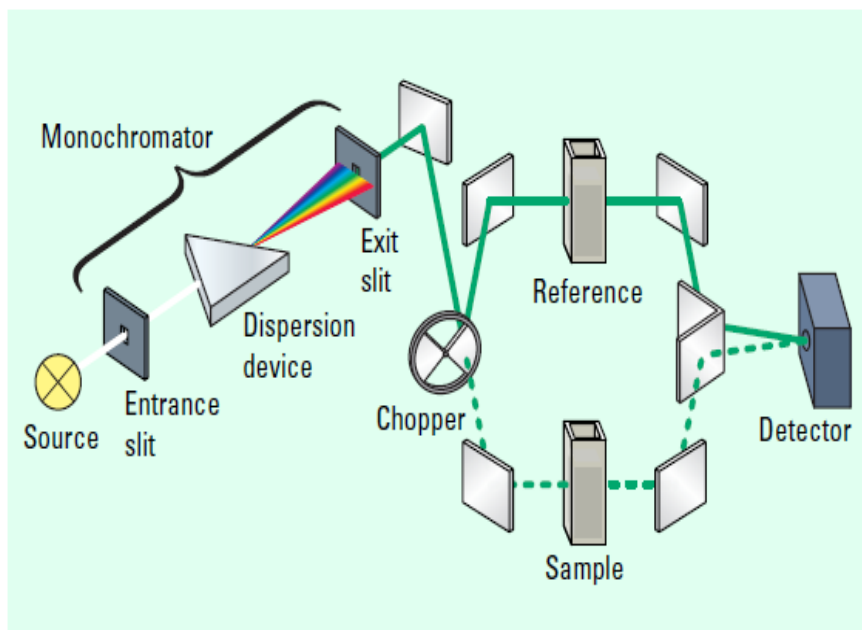 Monochromator
Exit
slit
Reference
Dispersion
device
Entrance
slit
Source
Chopper
Detector
Sample